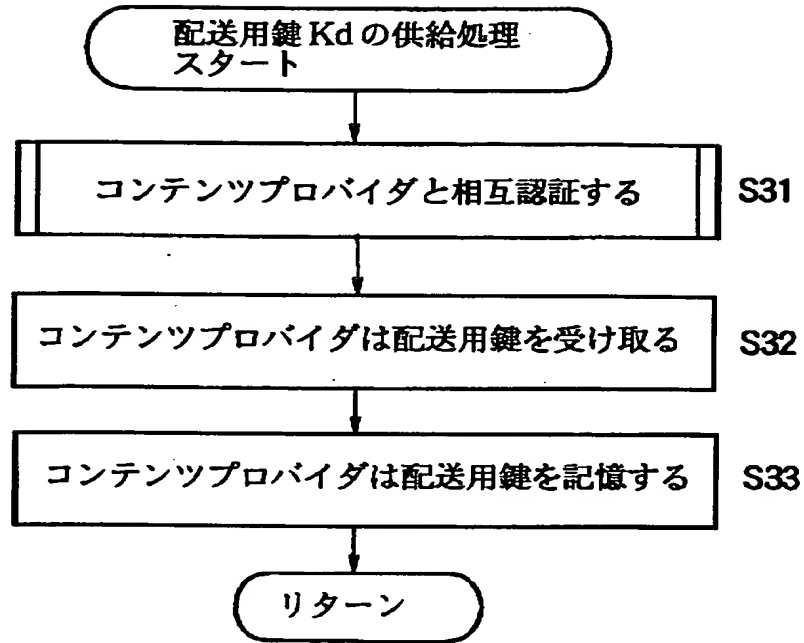 配送用鍵Kdの供給処理
スタート
コンテンツプロバイダと相互認証する
S31
コンテンツプロバイダは配送用鍵を受け取る
S32
コンテンツプロバイダは配送用鍵を記憶する
S33
リターン